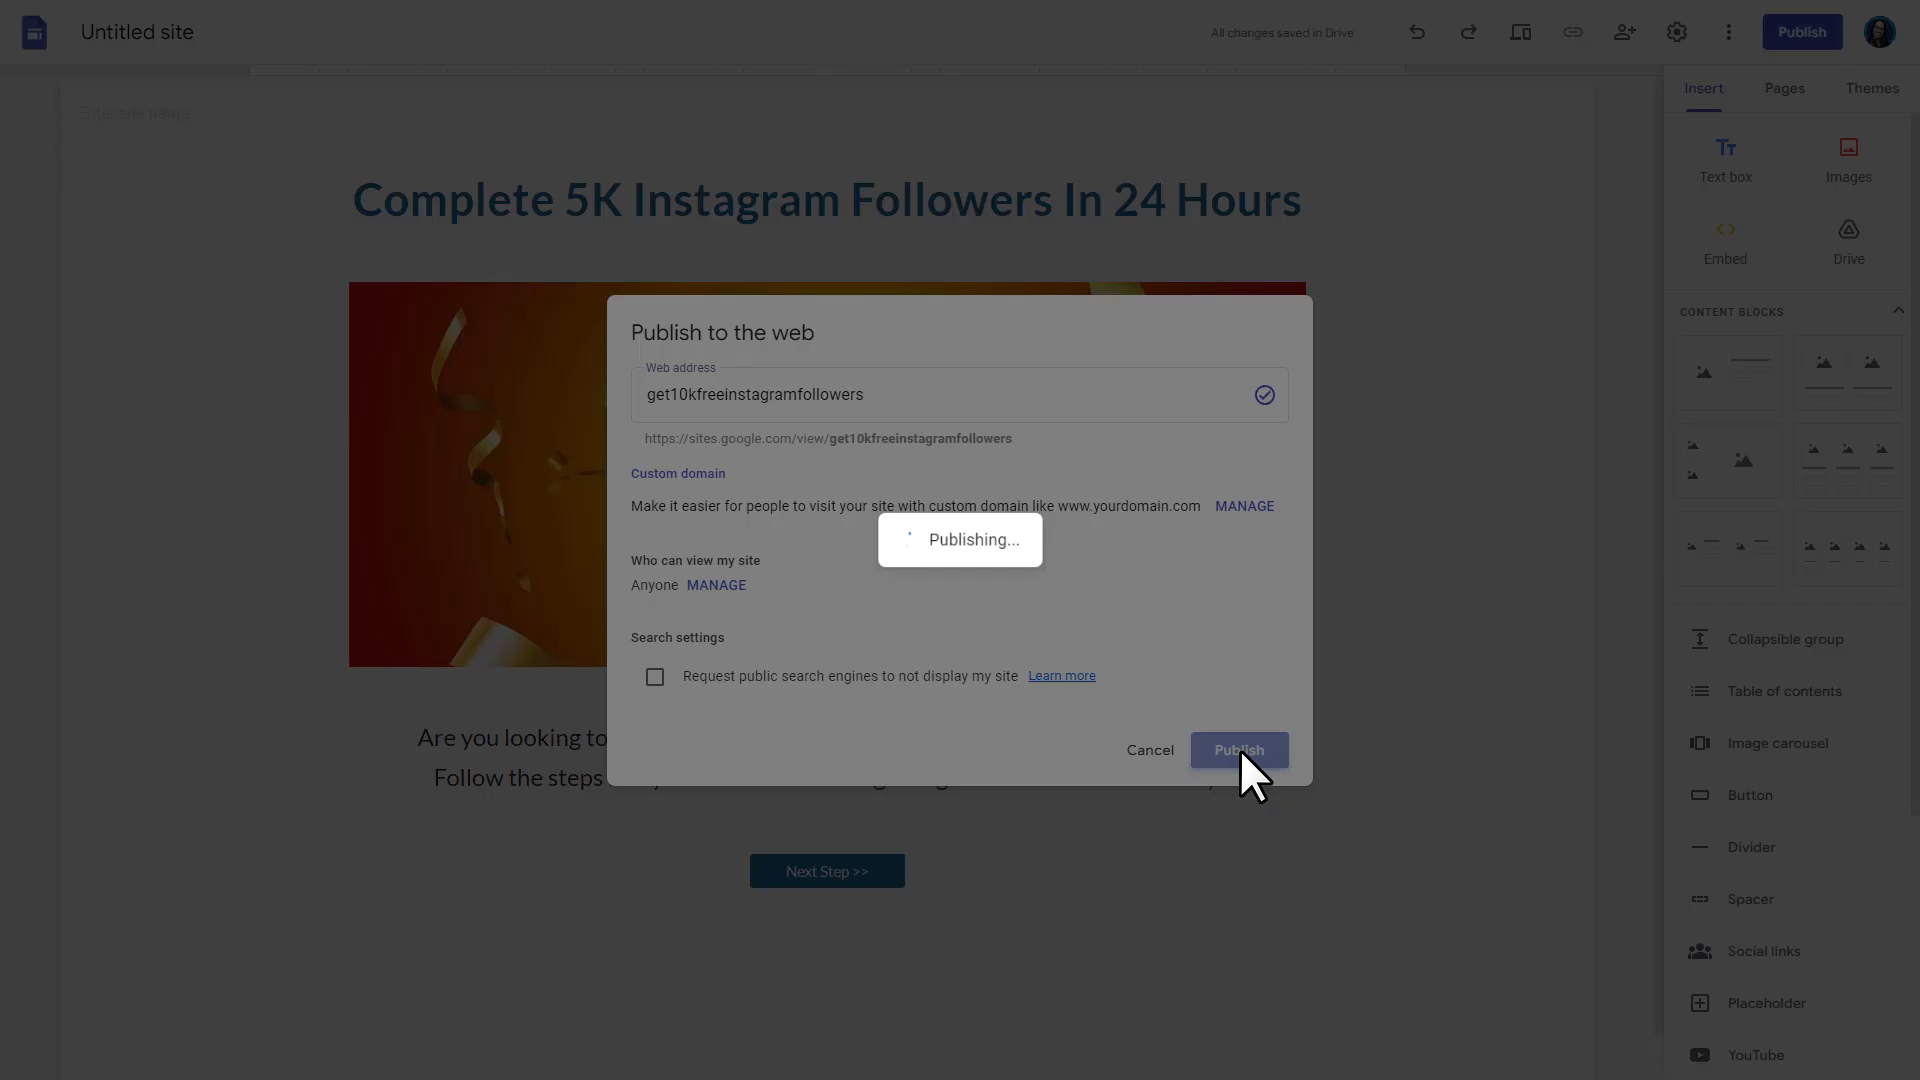 Untitled site
All changes saved in Drive
Publish
Insert
Pages
Themes
Enter site name
Complete 5K Instagram Followers In 24 Hours
Text box
Images
Embed
Drive
CONTENT BLOCKS
Publish to the web
Web address
get10kfreeinstagramfollowers
https://sites.google.com/view/get10kfreeinstagramfollowers
Custom domain
Make it easier for people to visit your site with custom domain like www.yourdomain.com MANAGE
Publishing...
Who can view my site
Anyone MANAGE
Search settings
Request public search engines to not display my site Learn more
Cancel
Publish
Are you looking to
Follow the steps
Next Step >>
Collapsible group
Table of contents
Image carousel
Button
Divider
Spacer
Social links
Placeholder
YouTube